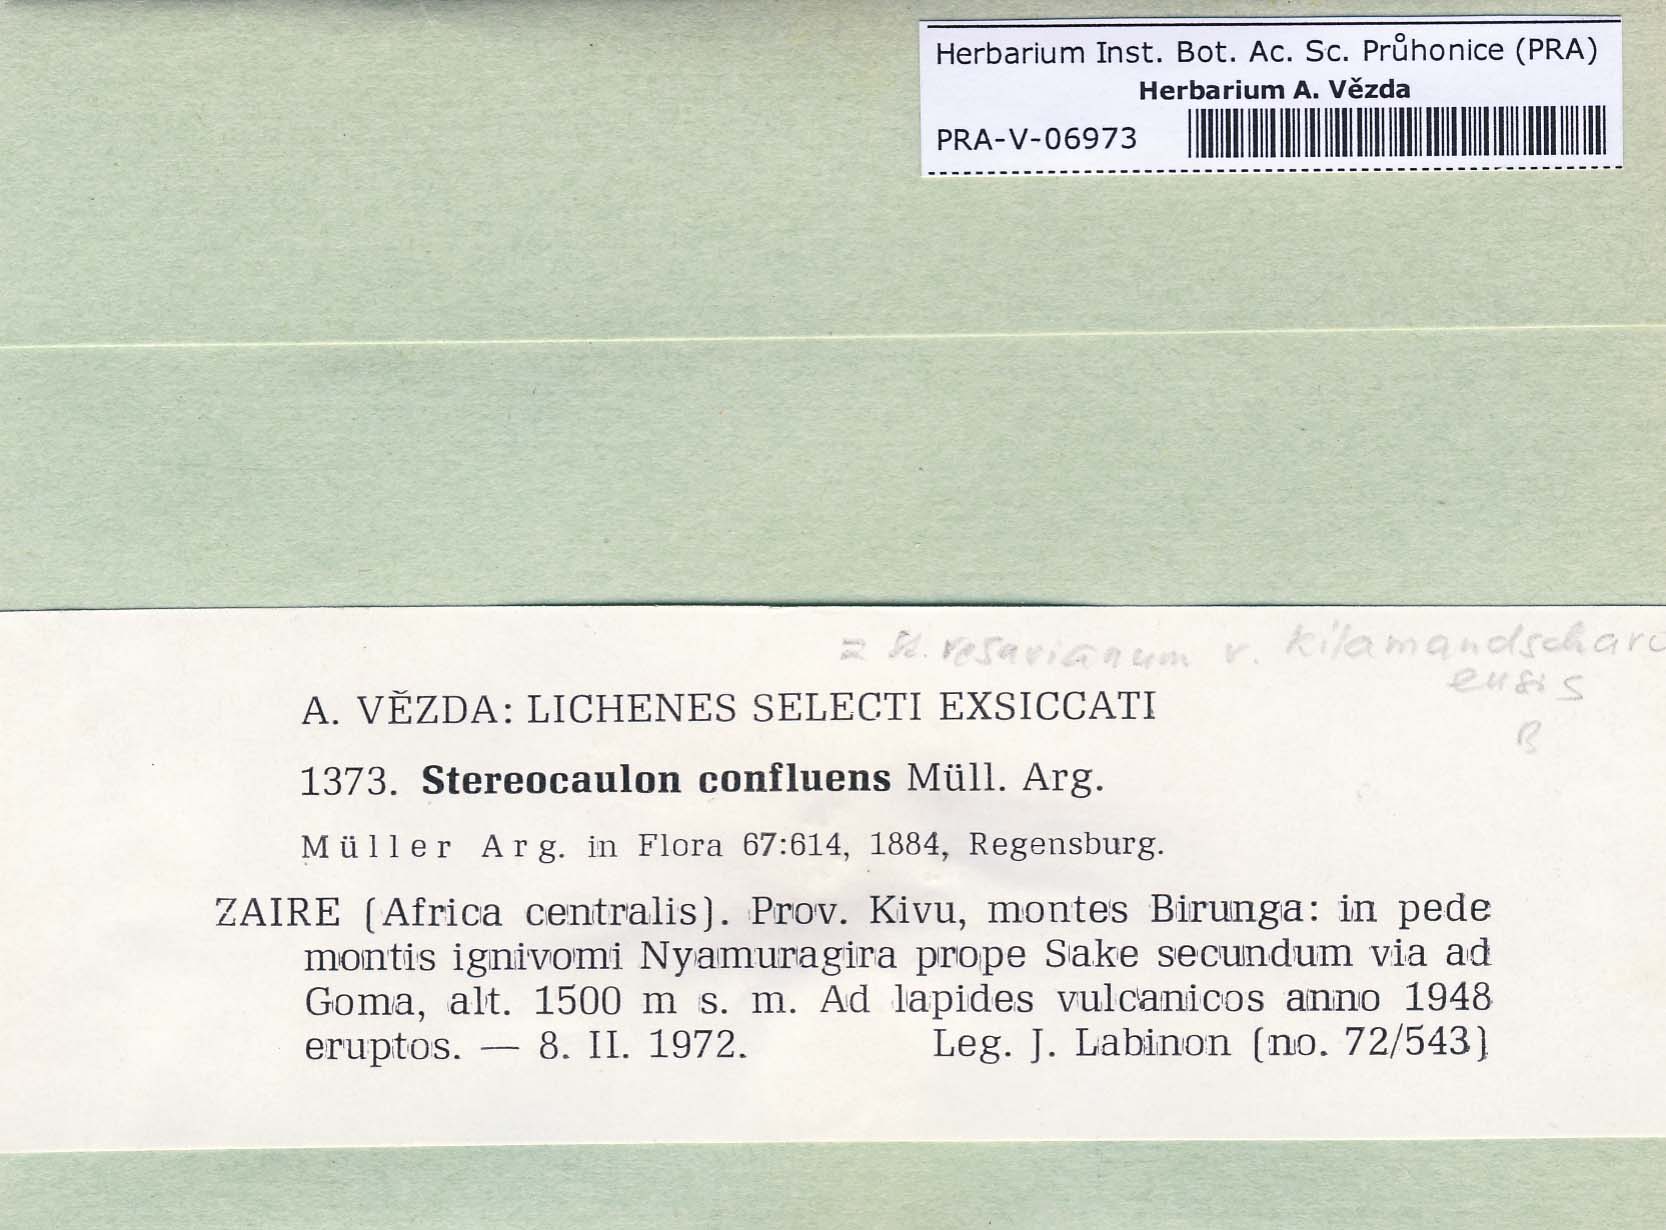 Herbarium Inst. Bot. Ac. Sc. Průhonice (PRA)
Herbarium A. Vězda
PRA-V-06973
= St. vesuvianum v. kilamandscharo
ensis
B
A. VĚZDA: LICHENES SELECTI EXSICCATI
1373. Stereocaulon confluens Müll. Arg.
Müller Arg. in Flora 67:614, 1884, Regensburg.
ZAIRE (Africa centralis). Prov. Kivu, montes Birunga: in pede
montis ignivomi Nyamuragira prope Sake secundum via ad
Goma, alt. 1500 m s. m. Ad lapides vulcanicos anno 1948
eruptos. — 8. II. 1972. Leg. J. Labinon (no. 72/543)